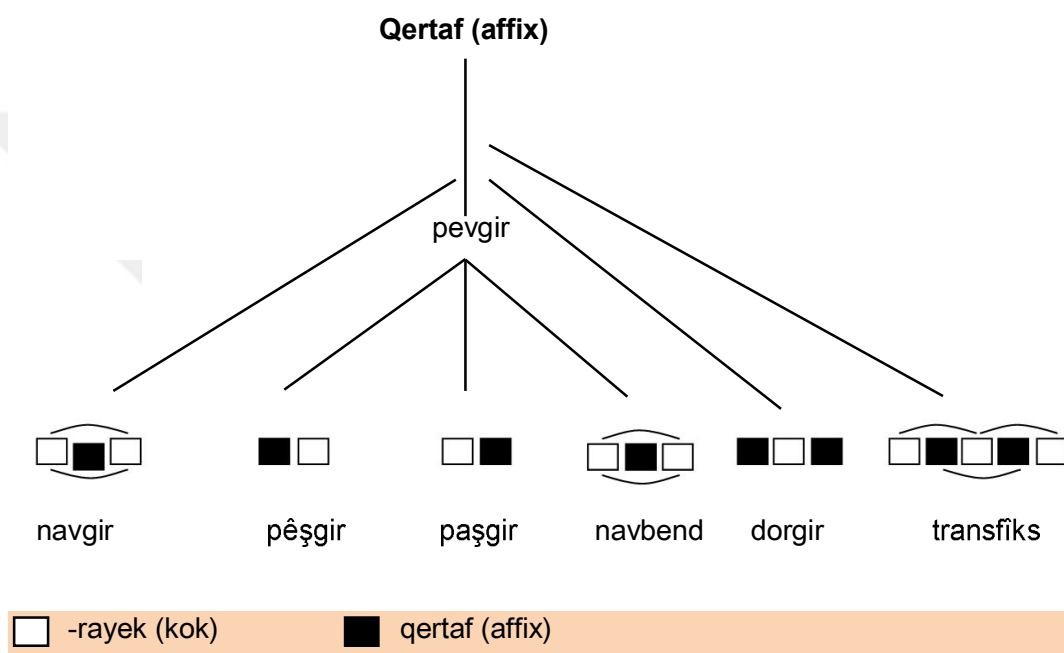 Qertaf (affix)
pevgir
navgir pêşgir paşgir navbend dorgir transfîks
-rayek (kok) qertaf (affix)